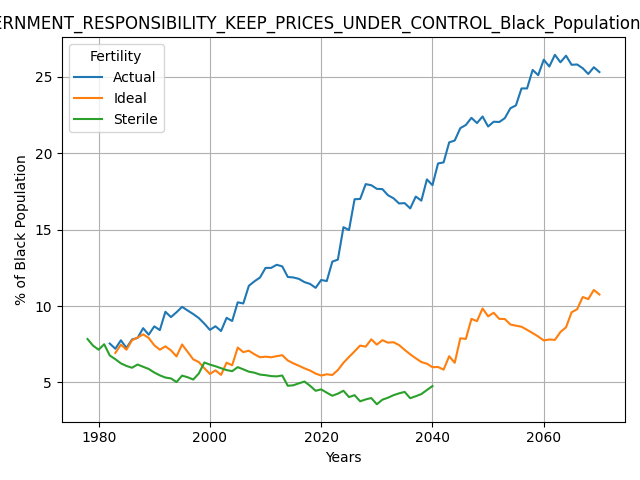 ERNMENT_RESPONSIBILITY_KEEP_PRICES_UNDER_CONTROL_Black_Population
Fertility
Actual
Ideal
Sterile
% of Black Population
25
20
15
10
5
1980 2000 2020 2040 2060
Years